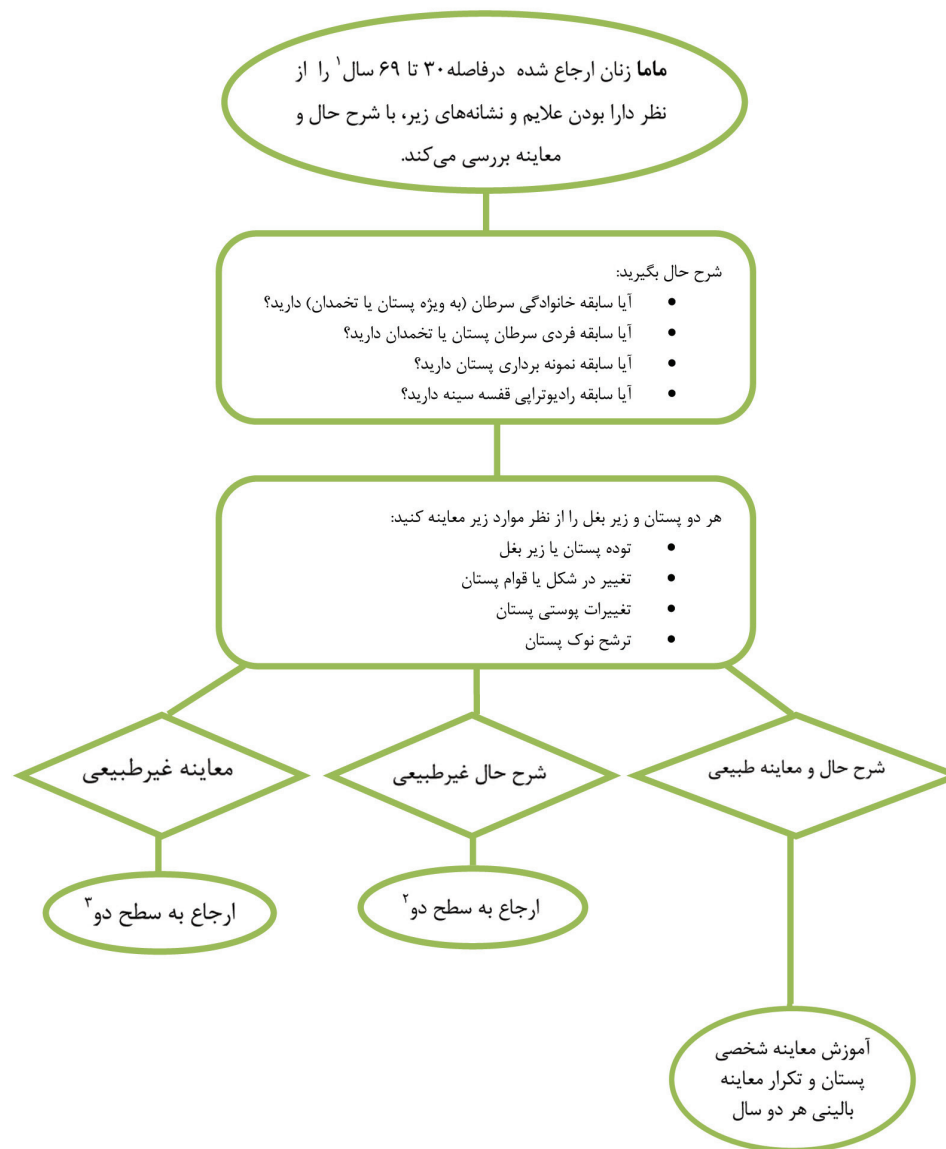 ماما زنان ارجاع شده درفاصله۳۰ تا ۶۹ سال۱ را از
نظر دارا بودن علایم و نشانه‌های زیر، با شرح حال و
معاینه بررسی می‌کند.
شرح حال بگیرید:
• آیا سابقه خانوادگی سرطان (به ویژه پستان یا تخمدان) دارید؟
• آیا سابقه فردی سرطان پستان یا تخمدان دارید؟
• آیا سابقه نمونه برداری پستان دارید؟
• آیا سابقه رادیوتراپی قفسه سینه دارید؟
هر دو پستان و زیر بغل را از نظر موارد زیر معاینه کنید:
• توده پستان یا زیر بغل
• تغییر در شکل یا قوام پستان
• تغییرات پوستی پستان
• ترشح نوک پستان
شرح حال و معاینه طبیعی
شرح حال غیرطبیعی
معاینه غیرطبیعی
ارجاع به سطح دو۲
ارجاع به سطح دو۳
آموزش معاینه شخصی
پستان و تکرار معاینه
بالینی هر دو سال